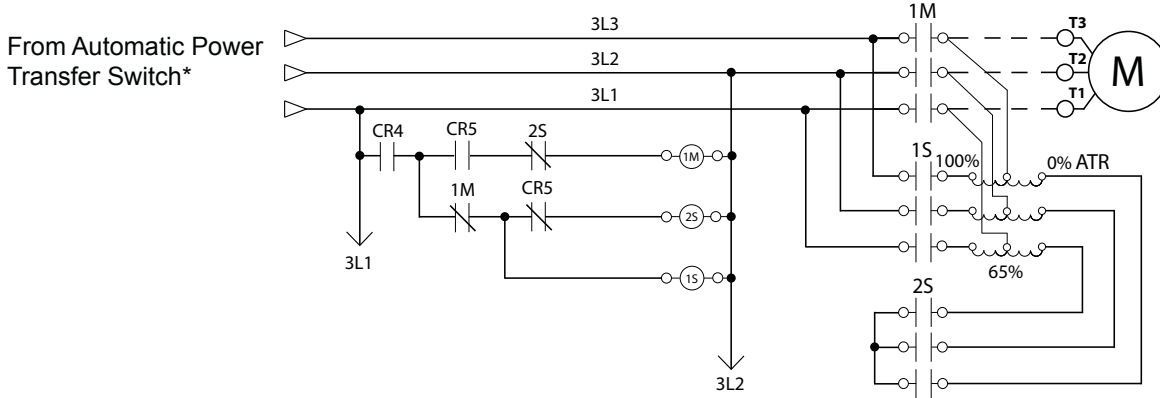 1M
3L3
T3
From Automatic Power
Transfer Switch*
3L2
T2
M
3L1
T1
CR4
CR5
2S
1M
1S
100%
0% ATR
1M
CR5
2S
3L1
65%
1S
2S
3L2